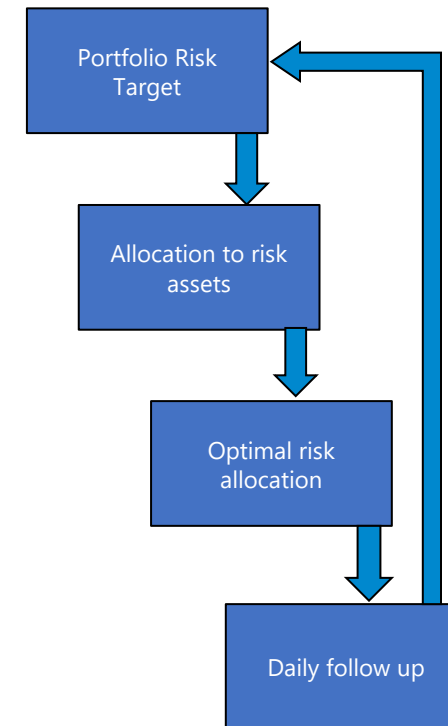 Portfolio Risk
Target
Allocation to risk
assets
Optimal risk
allocation
Daily follow up